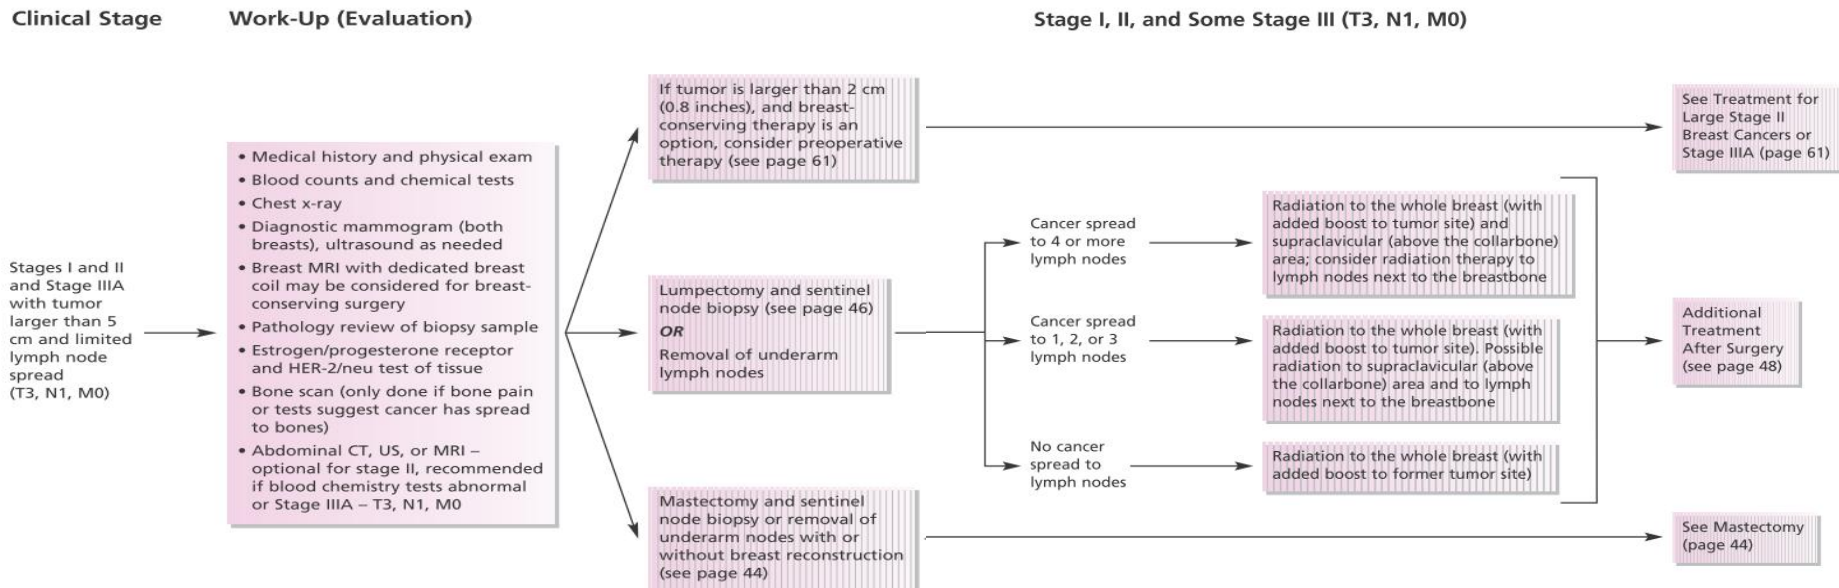 Clinical Stage
Work-Up (Evaluation)
Stage I, II, and Some Stage III (T3, N1, M0)
Stages I and II
and Stage IIIA
with tumor
larger than 5
cm and limited
lymph node
spread
(T3, N1, M0)
• Medical history and physical exam
• Blood counts and chemical tests
• Chest x-ray
• Diagnostic mammogram (both
breasts), ultrasound as needed
• Breast MRI with dedicated breast
coil may be considered for breast-
conserving surgery
• Pathology review of biopsy sample
• Estrogen/progesterone receptor
and HER-2/neu test of tissue
• Bone scan (only done if bone pain
or tests suggest cancer has spread
to bones)
• Abdominal CT, US, or MRI –
optional for stage II, recommended
if blood chemistry tests abnormal
or Stage IIIA – T3, N1, M0
If tumor is larger than 2 cm
(0.8 inches), and breast-
conserving therapy is an
option, consider preoperative
therapy (see page 61)
See Treatment for
Large Stage II
Breast Cancers or
Stage IIIA (page 61)
Lumpectomy and sentinel
node biopsy (see page 46)
OR
Removal of underarm
lymph nodes
Cancer spread
to 4 or more
lymph nodes
Radiation to the whole breast (with
added boost to tumor site) and
supraclavicular (above the collarbone)
area; consider radiation therapy to
lymph nodes next to the breastbone
Cancer spread
to 1, 2, or 3
lymph nodes
Radiation to the whole breast (with
added boost to tumor site). Possible
radiation to supraclavicular (above
the collarbone) area and to lymph
nodes next to the breastbone
No cancer
spread to
lymph nodes
Radiation to the whole breast (with
added boost to former tumor site)
Additional
Treatment
After Surgery
(see page 48)
Mastectomy and sentinel
node biopsy or removal of
underarm nodes with or
without breast reconstruction
(see page 44)
See Mastectomy
(page 44)